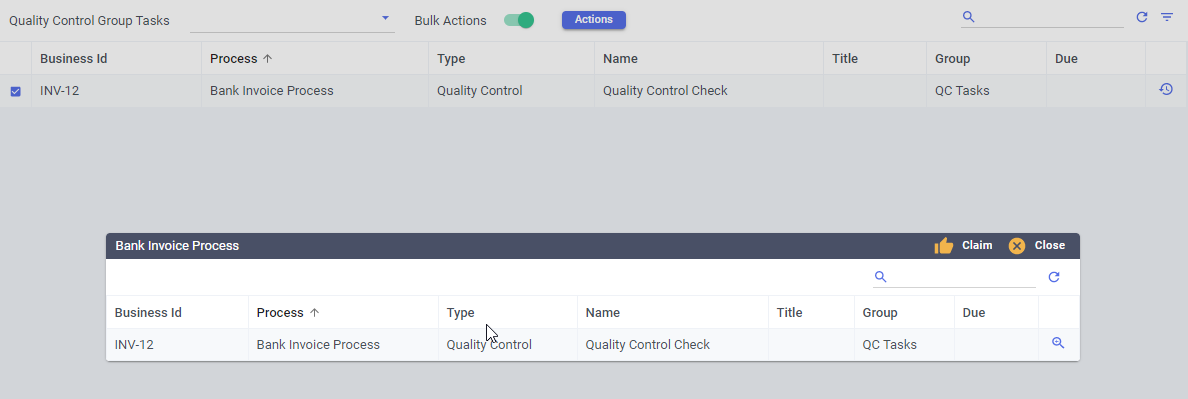 Quality Control Group Tasks Bulk Actions Actions
Business Id Process Type Name Title Group Due
INV-12 Bank Invoice Process Quality Control Quality Control Check QC Tasks
Bank Invoice Process Claim Close
Business Id Process Type Name Title Group Due
INV-12 Bank Invoice Process Quality Control Quality Control Check QC Tasks